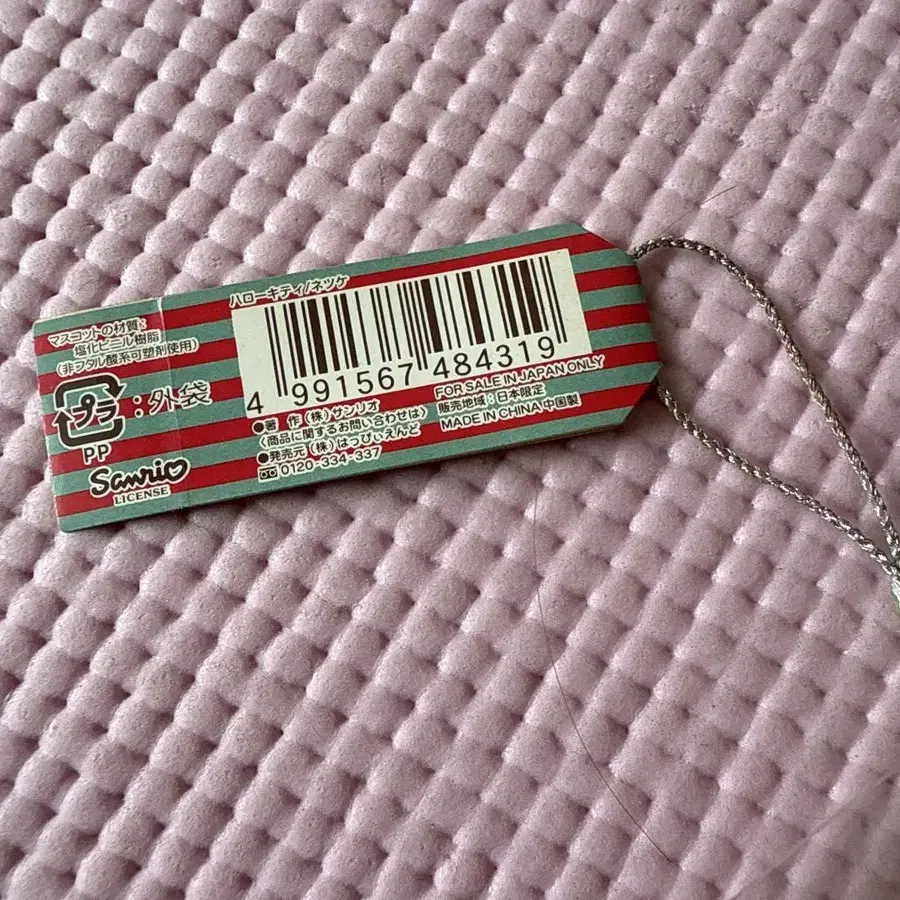 ハローキティ/ネツケ
マスコットの材質:
塩化ビニル樹脂
(非フタル酸系可塑剤使用)
プラ
:外袋
PP
Sanrio
LICENSE
4 991567 484319
●著 作(株)サンリオ
〈商品に関するお問い合わせは〉
●発売元(株)はっぴぃえんど
0120-334-337
FOR SALE IN JAPAN ONLY
販売地域:日本限定
MADE IN CHINA 中国製